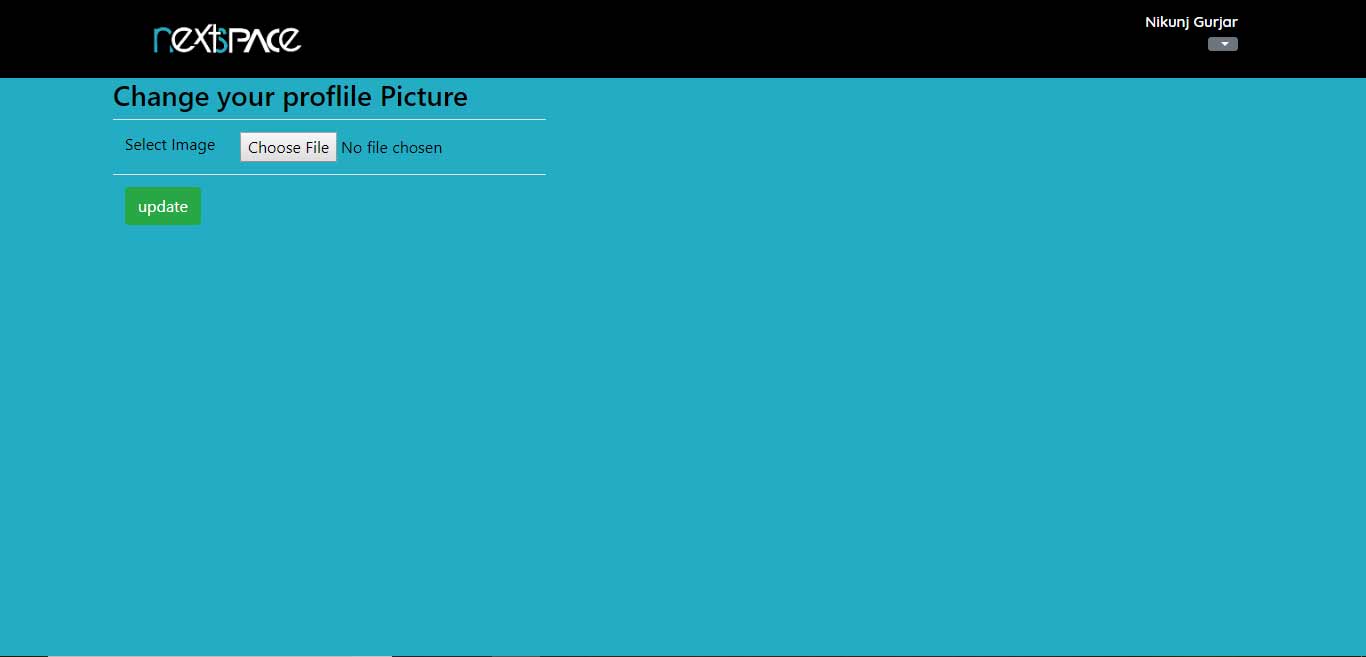 nextspace
Nikunj Gurjar
Change your proflile Picture
Select Image Choose File No file chosen
update